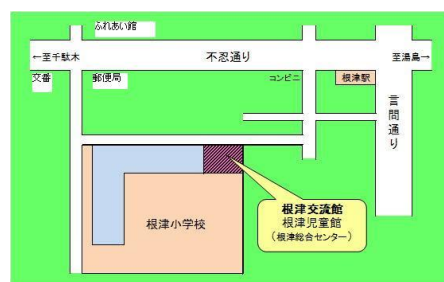 ふれあい館
←至千駄木
不忍通り
至湯島→
交番
郵便局
コンビニ
根津駅
言問通り
根津交流館
根津児童館
（根津総合センター）
根津小学校